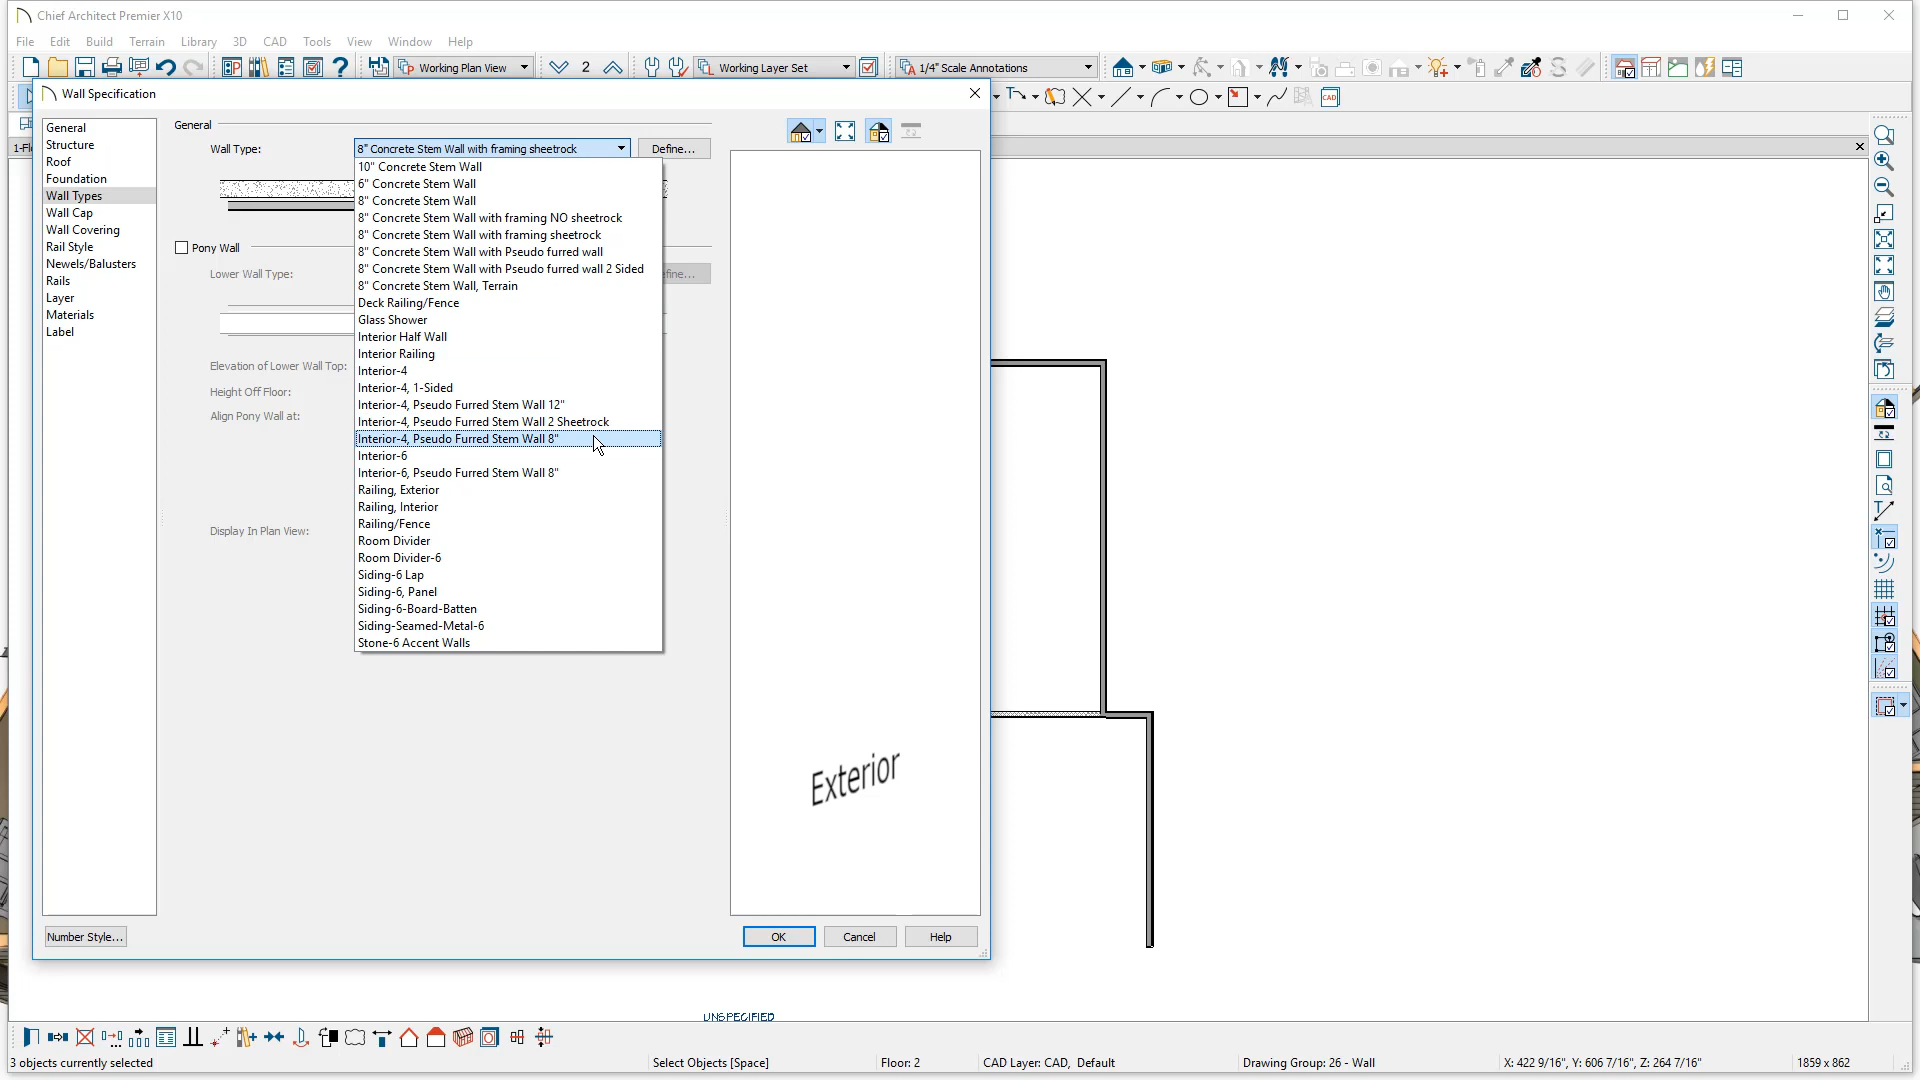 Chief Architect Premier X10
File Edit Build Terrain Library 3D CAD Tools View Window Help
Working Plan View 2 Working Layer Set 1/4" Scale Annotations
Wall Specification
CAD
General
Structure
Roof
Foundation
Wall Types
Wall Cap
Wall Covering
Rail Style
Newels/Balusters
Rails
Layer
Materials
Label
General
Wall Type: 8" Concrete Stem Wall with framing sheetrock Define...
10" Concrete Stem Wall
6" Concrete Stem Wall
8" Concrete Stem Wall
8" Concrete Stem Wall with framing NO sheetrock
8" Concrete Stem Wall with framing sheetrock
8" Concrete Stem Wall with Pseudo furred wall
8" Concrete Stem Wall with Pseudo furred wall 2 Sided
8" Concrete Stem Wall, Terrain
Deck Railing/Fence
Glass Shower
Interior Half Wall
Interior Railing
Interior-4
Interior-4, 1-Sided
Interior-4, Pseudo Furred Stem Wall 12"
Interior-4, Pseudo Furred Stem Wall 2 Sheetrock
Interior-4, Pseudo Furred Stem Wall 8"
Interior-6
Interior-6, Pseudo Furred Stem Wall 8"
Railing, Exterior
Railing, Interior
Railing/Fence
Room Divider
Room Divider-6
Siding-6 Lap
Siding-6, Panel
Siding-6-Board-Batten
Siding-Seamed-Metal-6
Stone-6 Accent Walls
Pony Wall
Lower Wall Type:
Elevation of Lower Wall Top:
Height Off Floor:
Align Pony Wall at:
Display In Plan View:
Exterior
Number Style... OK Cancel Help
UNSPECIFIED
3 objects currently selected Select Objects [Space] Floor: 2 CAD Layer: CAD, Default Drawing Group: 26 - Wall X: 422 9/16", Y: 606 7/16", Z: 264 7/16" 1859 x 862